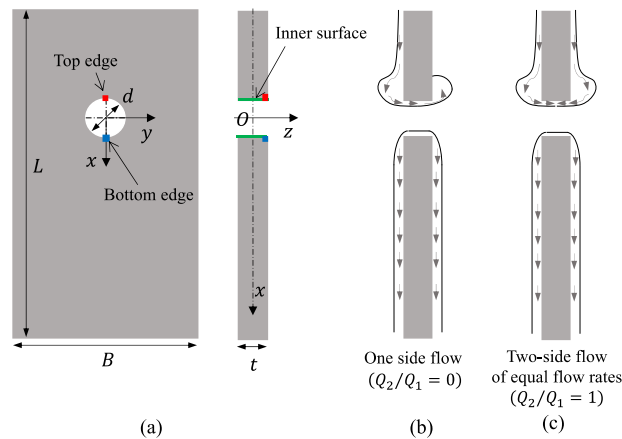 Inner surface
Top edge
d
O
y
z
x
Bottom edge
L
x
B
t
One side flow
(Q₂/Q₁ = 0)
Two-side flow
of equal flow rates
(Q₂/Q₁ = 1)
(a)
(b)
(c)